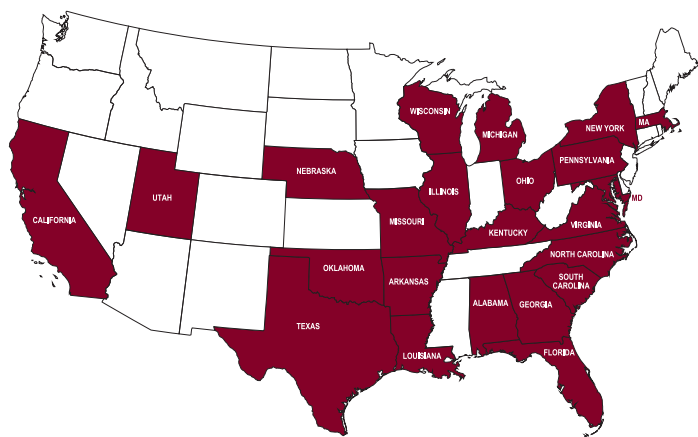 WISCONSIN
MICHIGAN
MA
NEW YORK
PENNSYLVANIA
NEBRASKA
ILLINOIS
OHIO
UTAH
MD
CALIFORNIA
MISSOURI
KENTUCKY
VIRGINIA
NORTH CAROLINA
OKLAHOMA
ARKANSAS
SOUTH
CAROLINA
TEXAS
ALABAMA
GEORGIA
LOUISIANA
FLORIDA